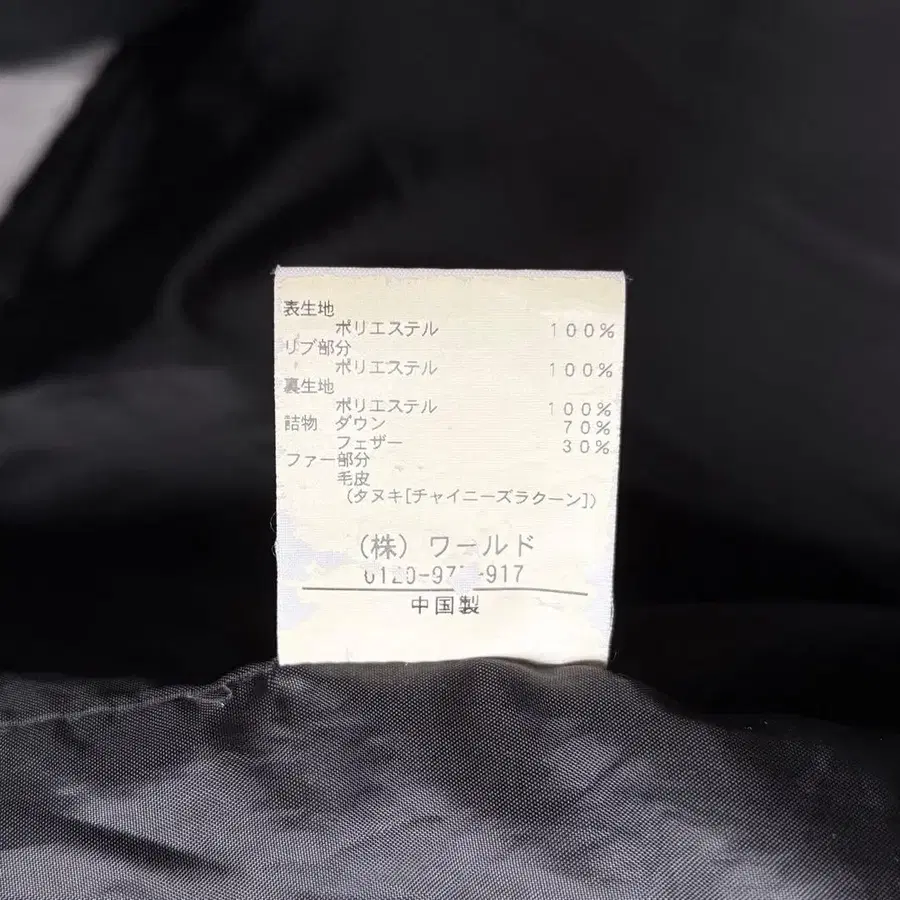 表生地
ポリエステル 100%
リブ部分
ポリエステル 100%
裏生地
ポリエステル 100%
詰物 ダウン 70%
フェザー 30%
ファー部分
毛皮
(タヌキ[チャイニーズラクーン])
(株) ワールド
中国製